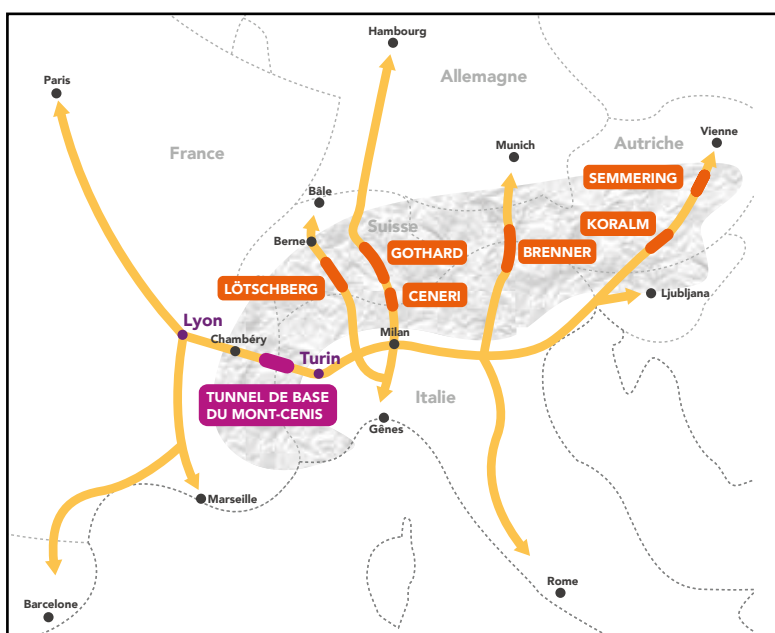 Hambourg
Allemagne
Paris
France
Munich
Autriche
Vienne
SEMMERING
Bâle
Suisse
KORALM
Berne
GOTHARD
BRENNER
LÖTSCHBERG
CENERI
Ljubljana
Lyon
Chambéry
Milan
Turin
TUNNEL DE BASE
DU MONT-CENIS
Italie
Gênes
Marseille
Rome
Barcelone